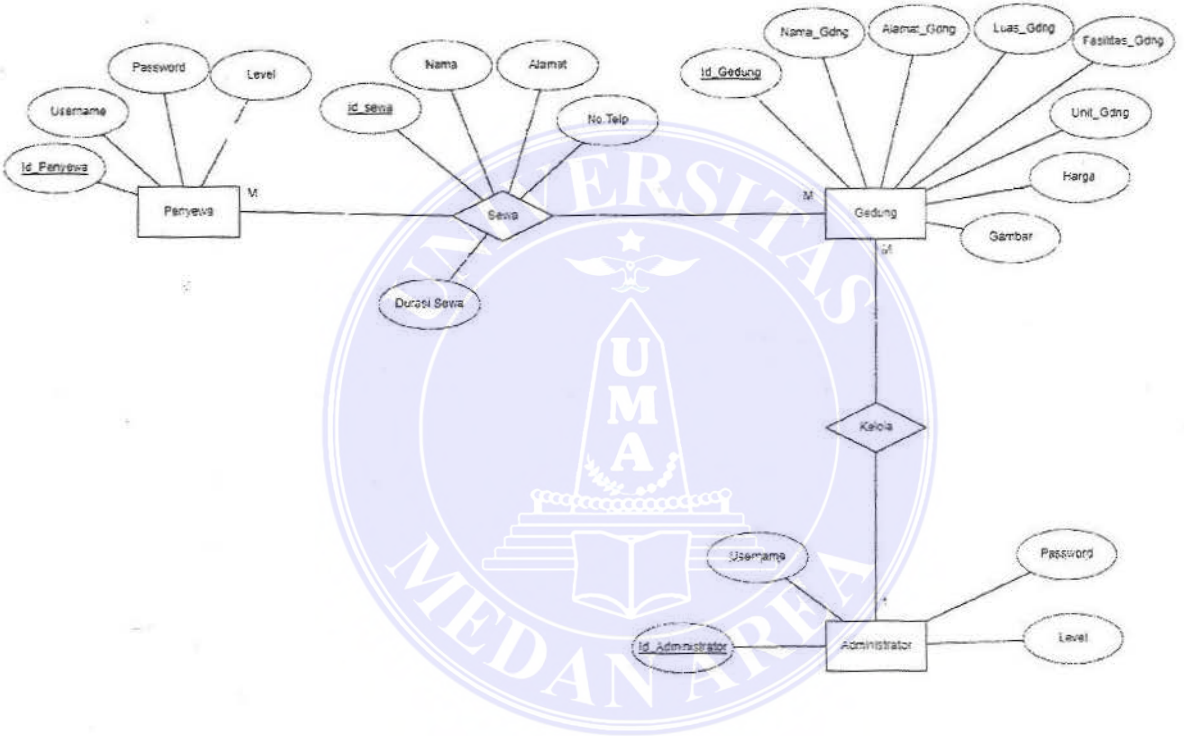 Password
Level
Username
Id_Penyewa
Penyewa
M
Nama
Alamat
id_sewa
No.Telp
Sewa
Durasi Sewa
M
Nama_Gdng
Alamat_Gdng
Luas_Gdng
Fasilitas_Gdng
Id_Gedung
Unit_Gdng
Harga
Gedung
Gambar
M
Kelola
Username
Password
Id_Administrator
Administrator
Level
UNIVERSITAS
MEDAN AREA
U
M
A